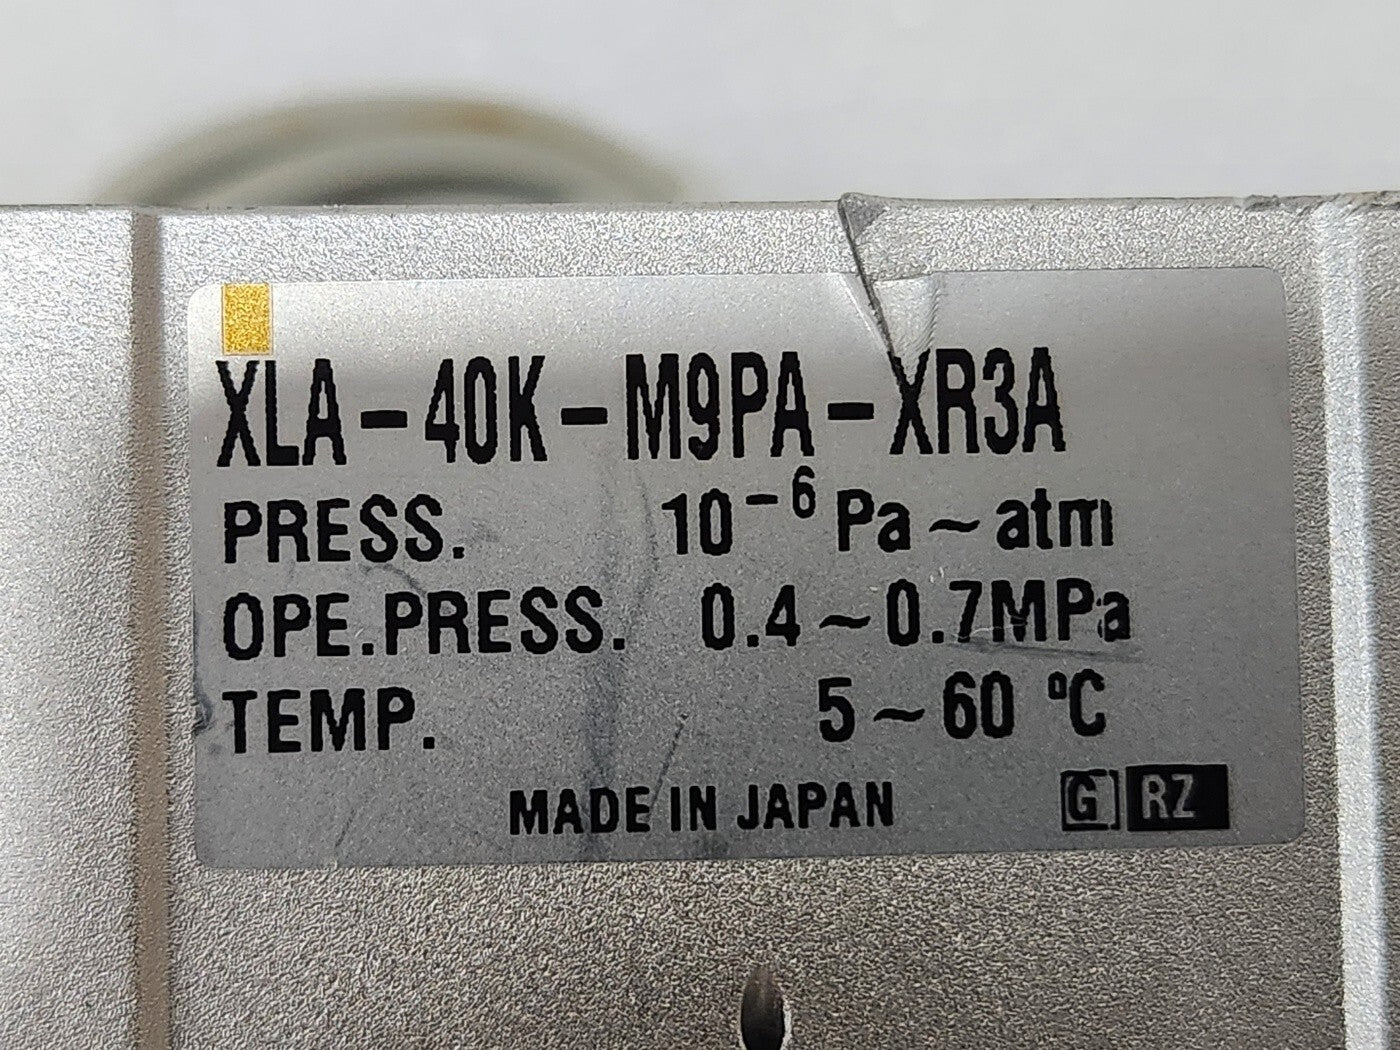 XLA-40K-M9PA-XR3A
PRESS. 10⁻⁶ Pa~atm
OPE.PRESS. 0.4~0.7MPa
TEMP. 5~60 ℃
MADE IN JAPAN [G] RZ